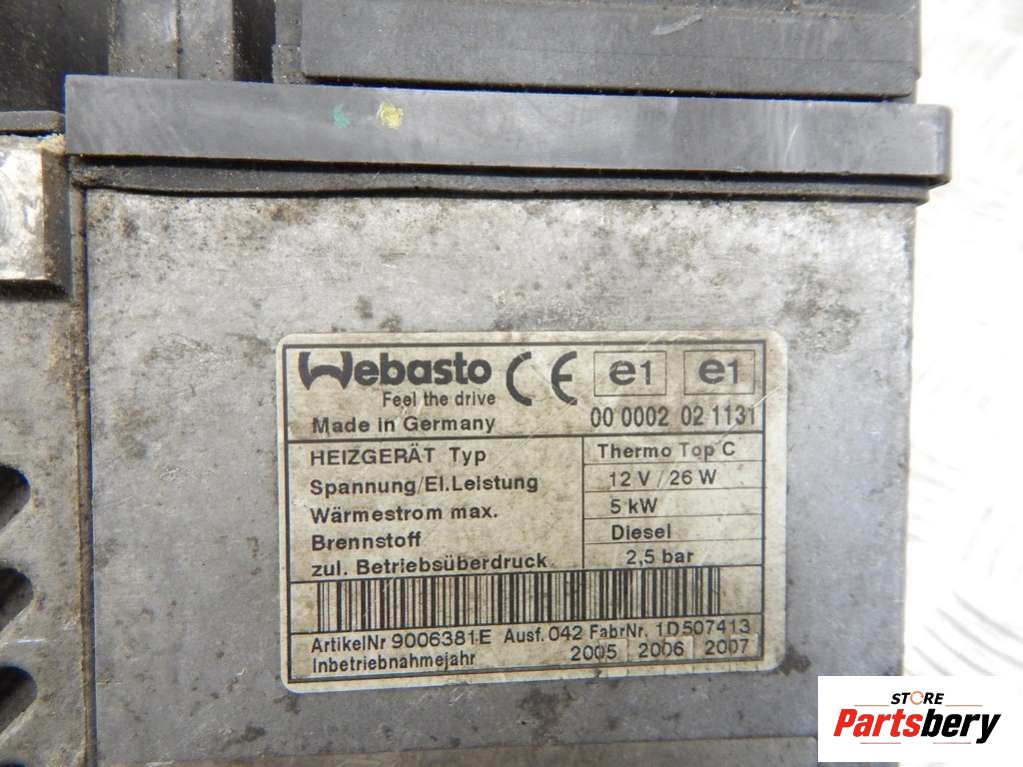 Webasto CE e1 e1
Feel the drive
Made in Germany 00 0002 02 1131
HEIZGERÄT Typ Thermo Top C
Spannung/El.Leistung 12 V / 26 W
Wärmestrom max. 5 kW
Brennstoff Diesel
zul. Betriebsüberdruck 2,5 bar
ArtikelNr 9006381E Ausf. 042 FabrNr. 1D507413
Inbetriebnahmejahr 2005 2006 2007
STORE
Partsbery